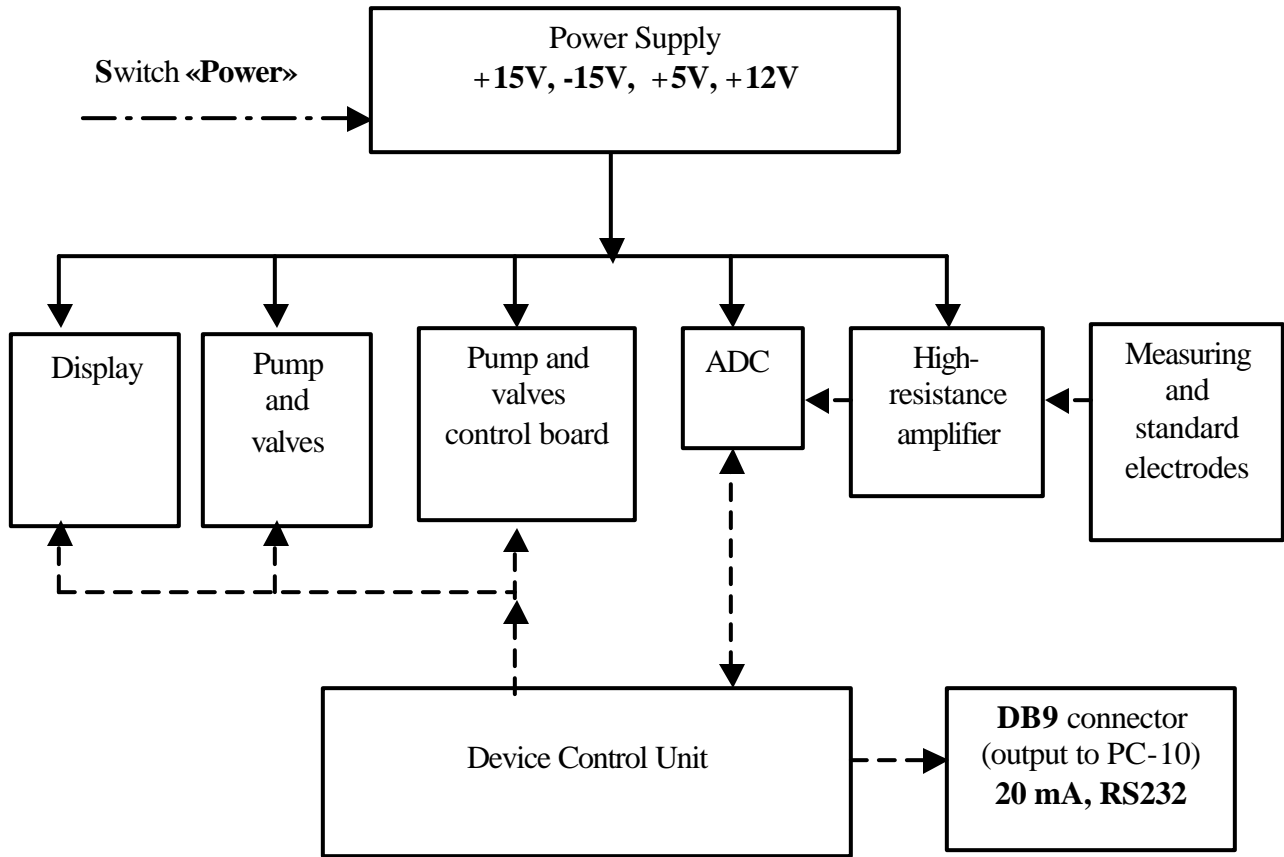 Power Supply
+15V, -15V, +5V, +12V
Switch «Power»
Display
Pump
and
valves
Pump and
valves
control board
ADC
High-
resistance
amplifier
Measuring
and
standard
electrodes
Device Control Unit
DB9 connector
(output to PC-10)
20 mA, RS232